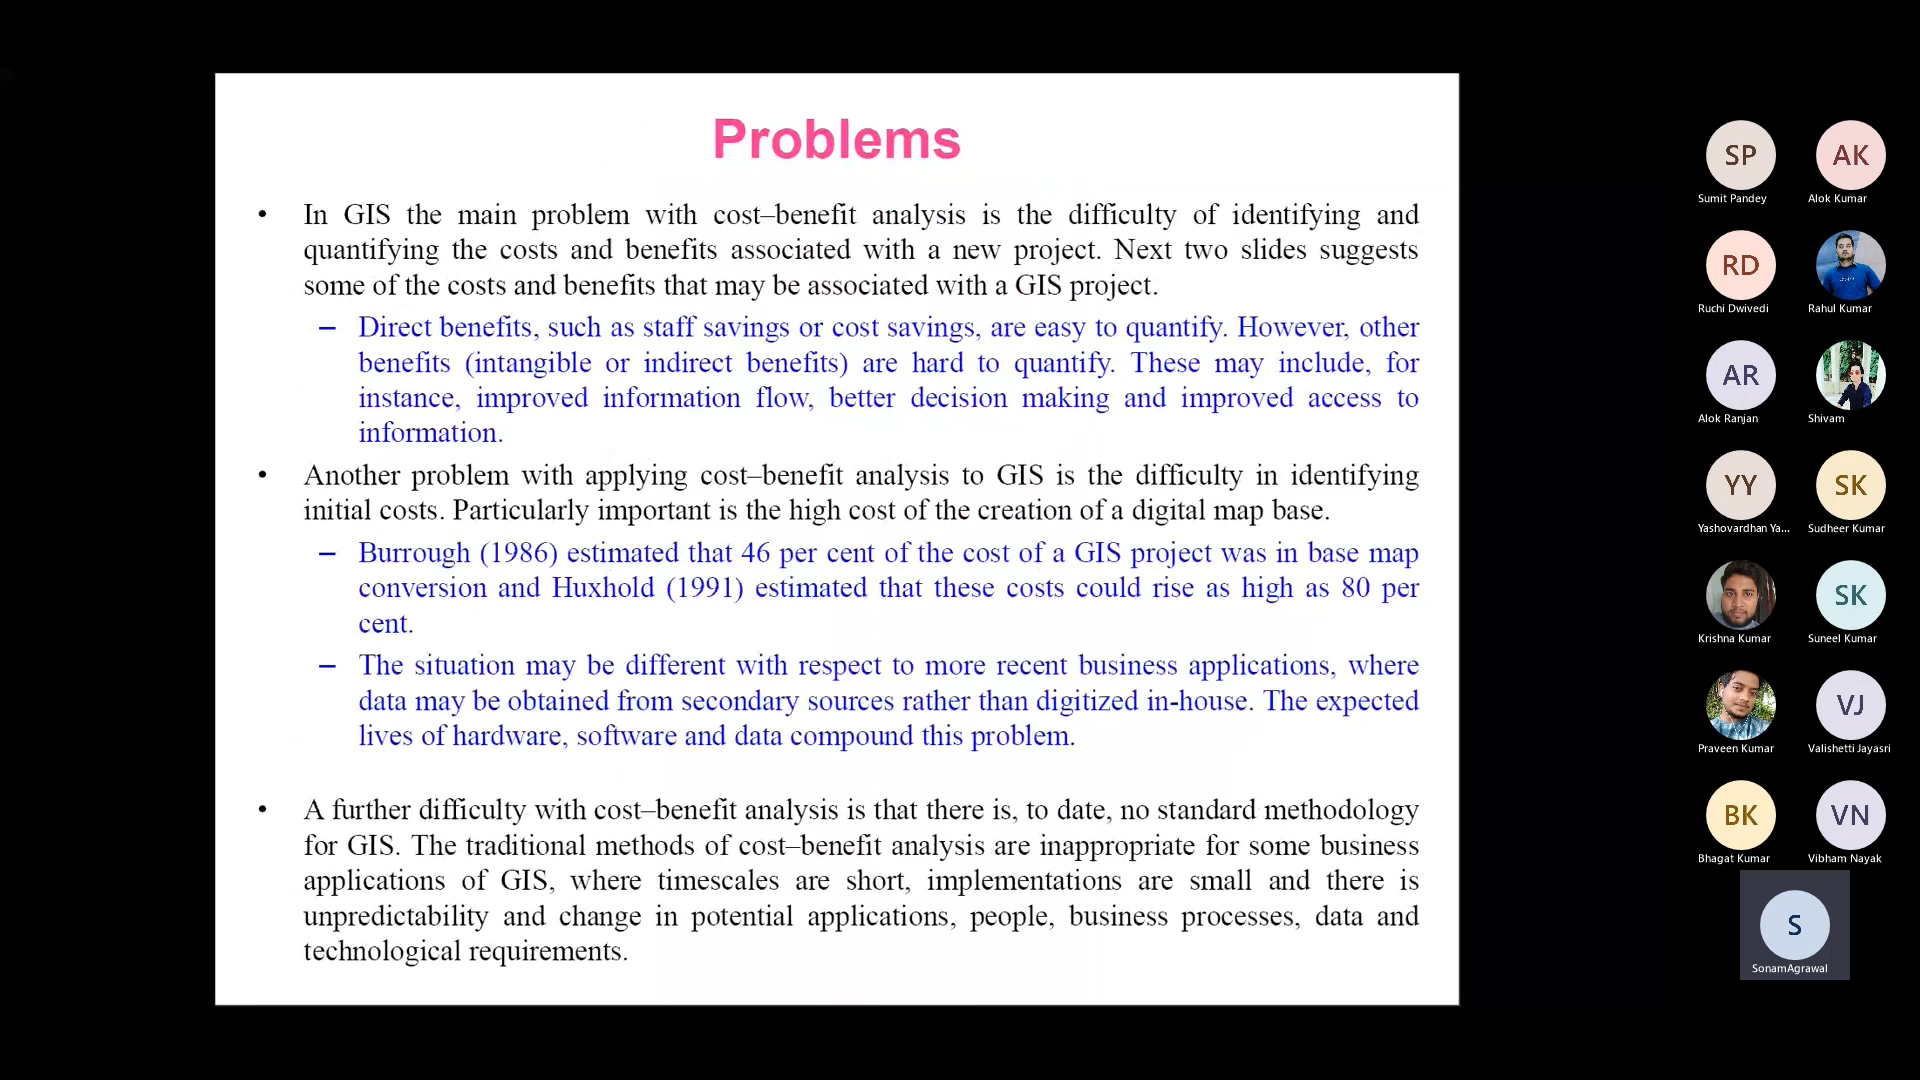 Problems
• In GIS the main problem with cost–benefit analysis is the difficulty of identifying and
quantifying the costs and benefits associated with a new project. Next two slides suggests
some of the costs and benefits that may be associated with a GIS project.
– Direct benefits, such as staff savings or cost savings, are easy to quantify. However, other
benefits (intangible or indirect benefits) are hard to quantify. These may include, for
instance, improved information flow, better decision making and improved access to
information.
• Another problem with applying cost–benefit analysis to GIS is the difficulty in identifying
initial costs. Particularly important is the high cost of the creation of a digital map base.
– Burrough (1986) estimated that 46 per cent of the cost of a GIS project was in base map
conversion and Huxhold (1991) estimated that these costs could rise as high as 80 per
cent.
– The situation may be different with respect to more recent business applications, where
data may be obtained from secondary sources rather than digitized in-house. The expected
lives of hardware, software and data compound this problem.
• A further difficulty with cost–benefit analysis is that there is, to date, no standard methodology
for GIS. The traditional methods of cost–benefit analysis are inappropriate for some business
applications of GIS, where timescales are short, implementations are small and there is
unpredictability and change in potential applications, people, business processes, data and
technological requirements.
SP AK
Sumit Pandey Alok Kumar
RD
Ruchi Dwivedi Rahul Kumar
AR
Alok Ranjan Shivam
YY SK
Yashovardhan Ya... Sudheer Kumar
SK
Krishna Kumar Suneel Kumar
VJ
Praveen Kumar Valishetti Jayasri
BK VN
Bhagat Kumar Vibham Nayak
S
SonamAgrawal